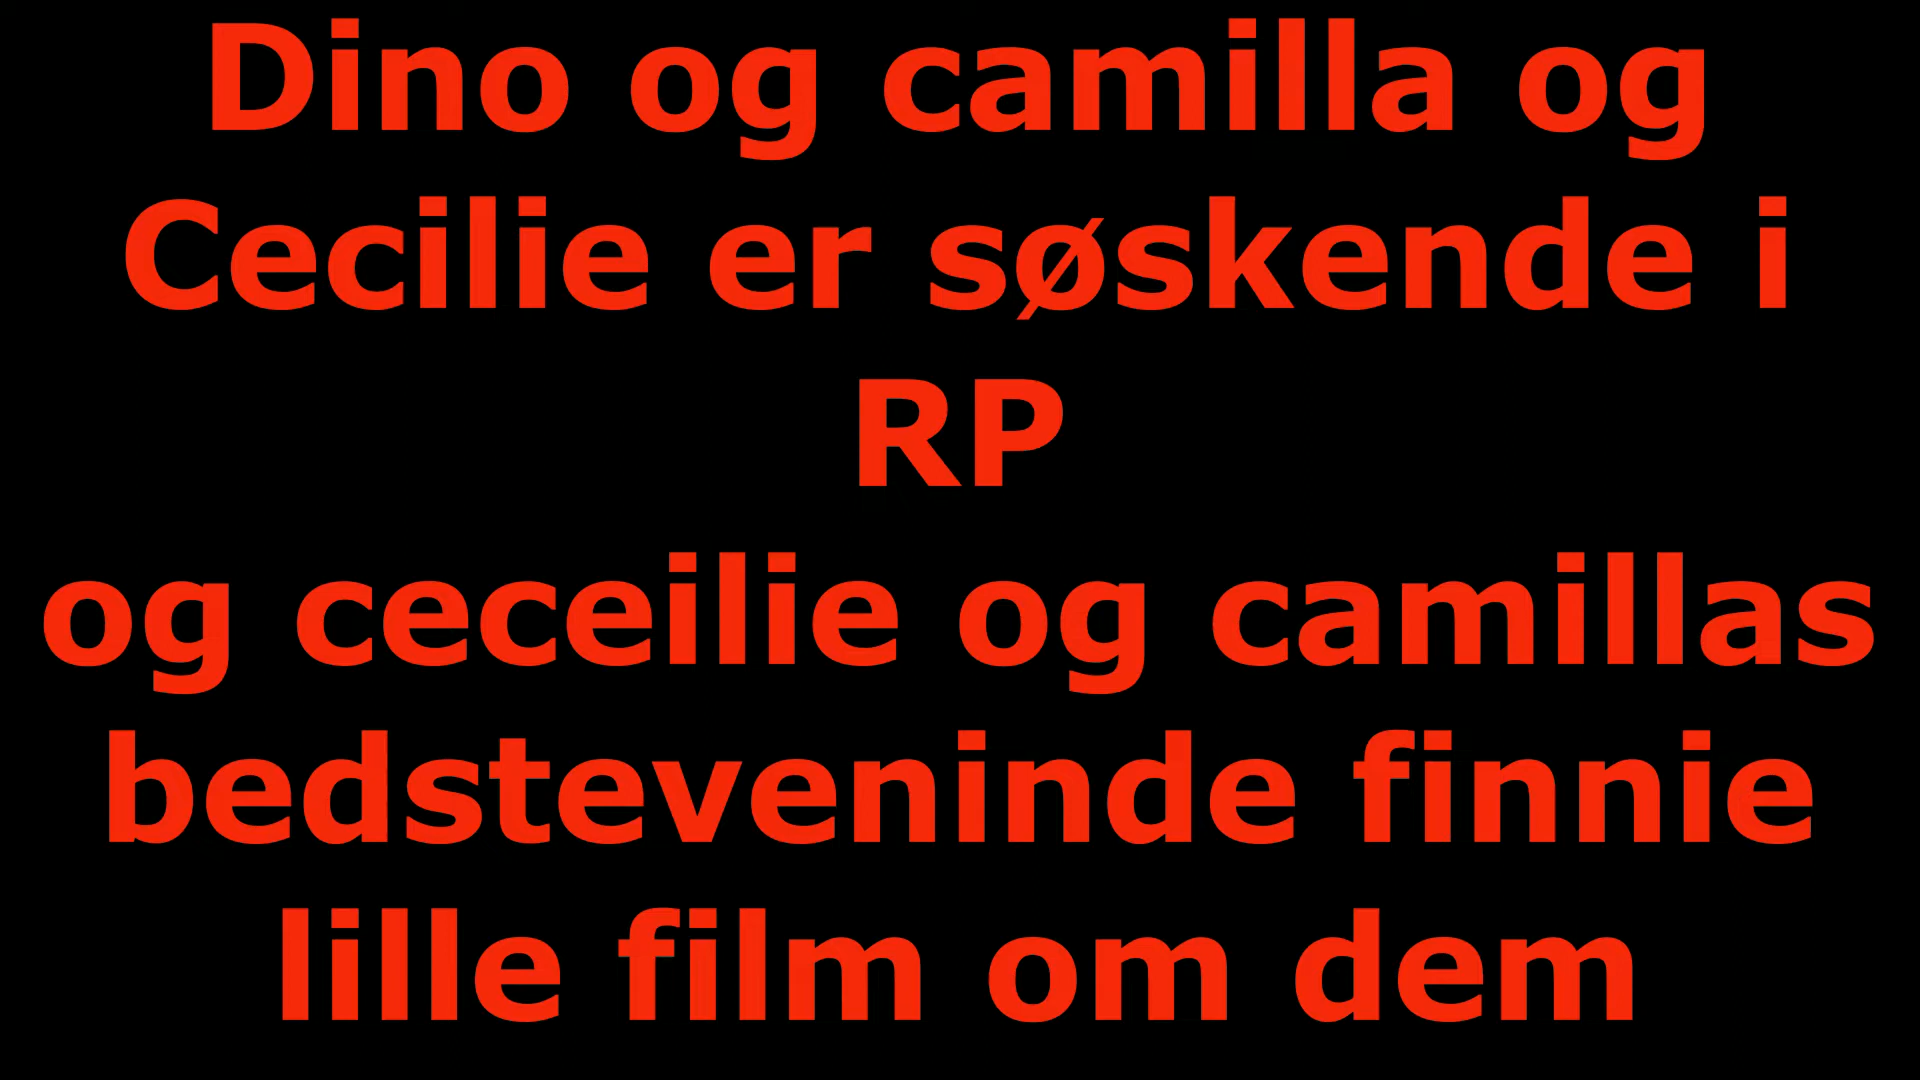 Dino og camilla og
Cecilie er søskende i
RP
og ceceilie og camillas
bedsteveninde finnie
lille film om dem